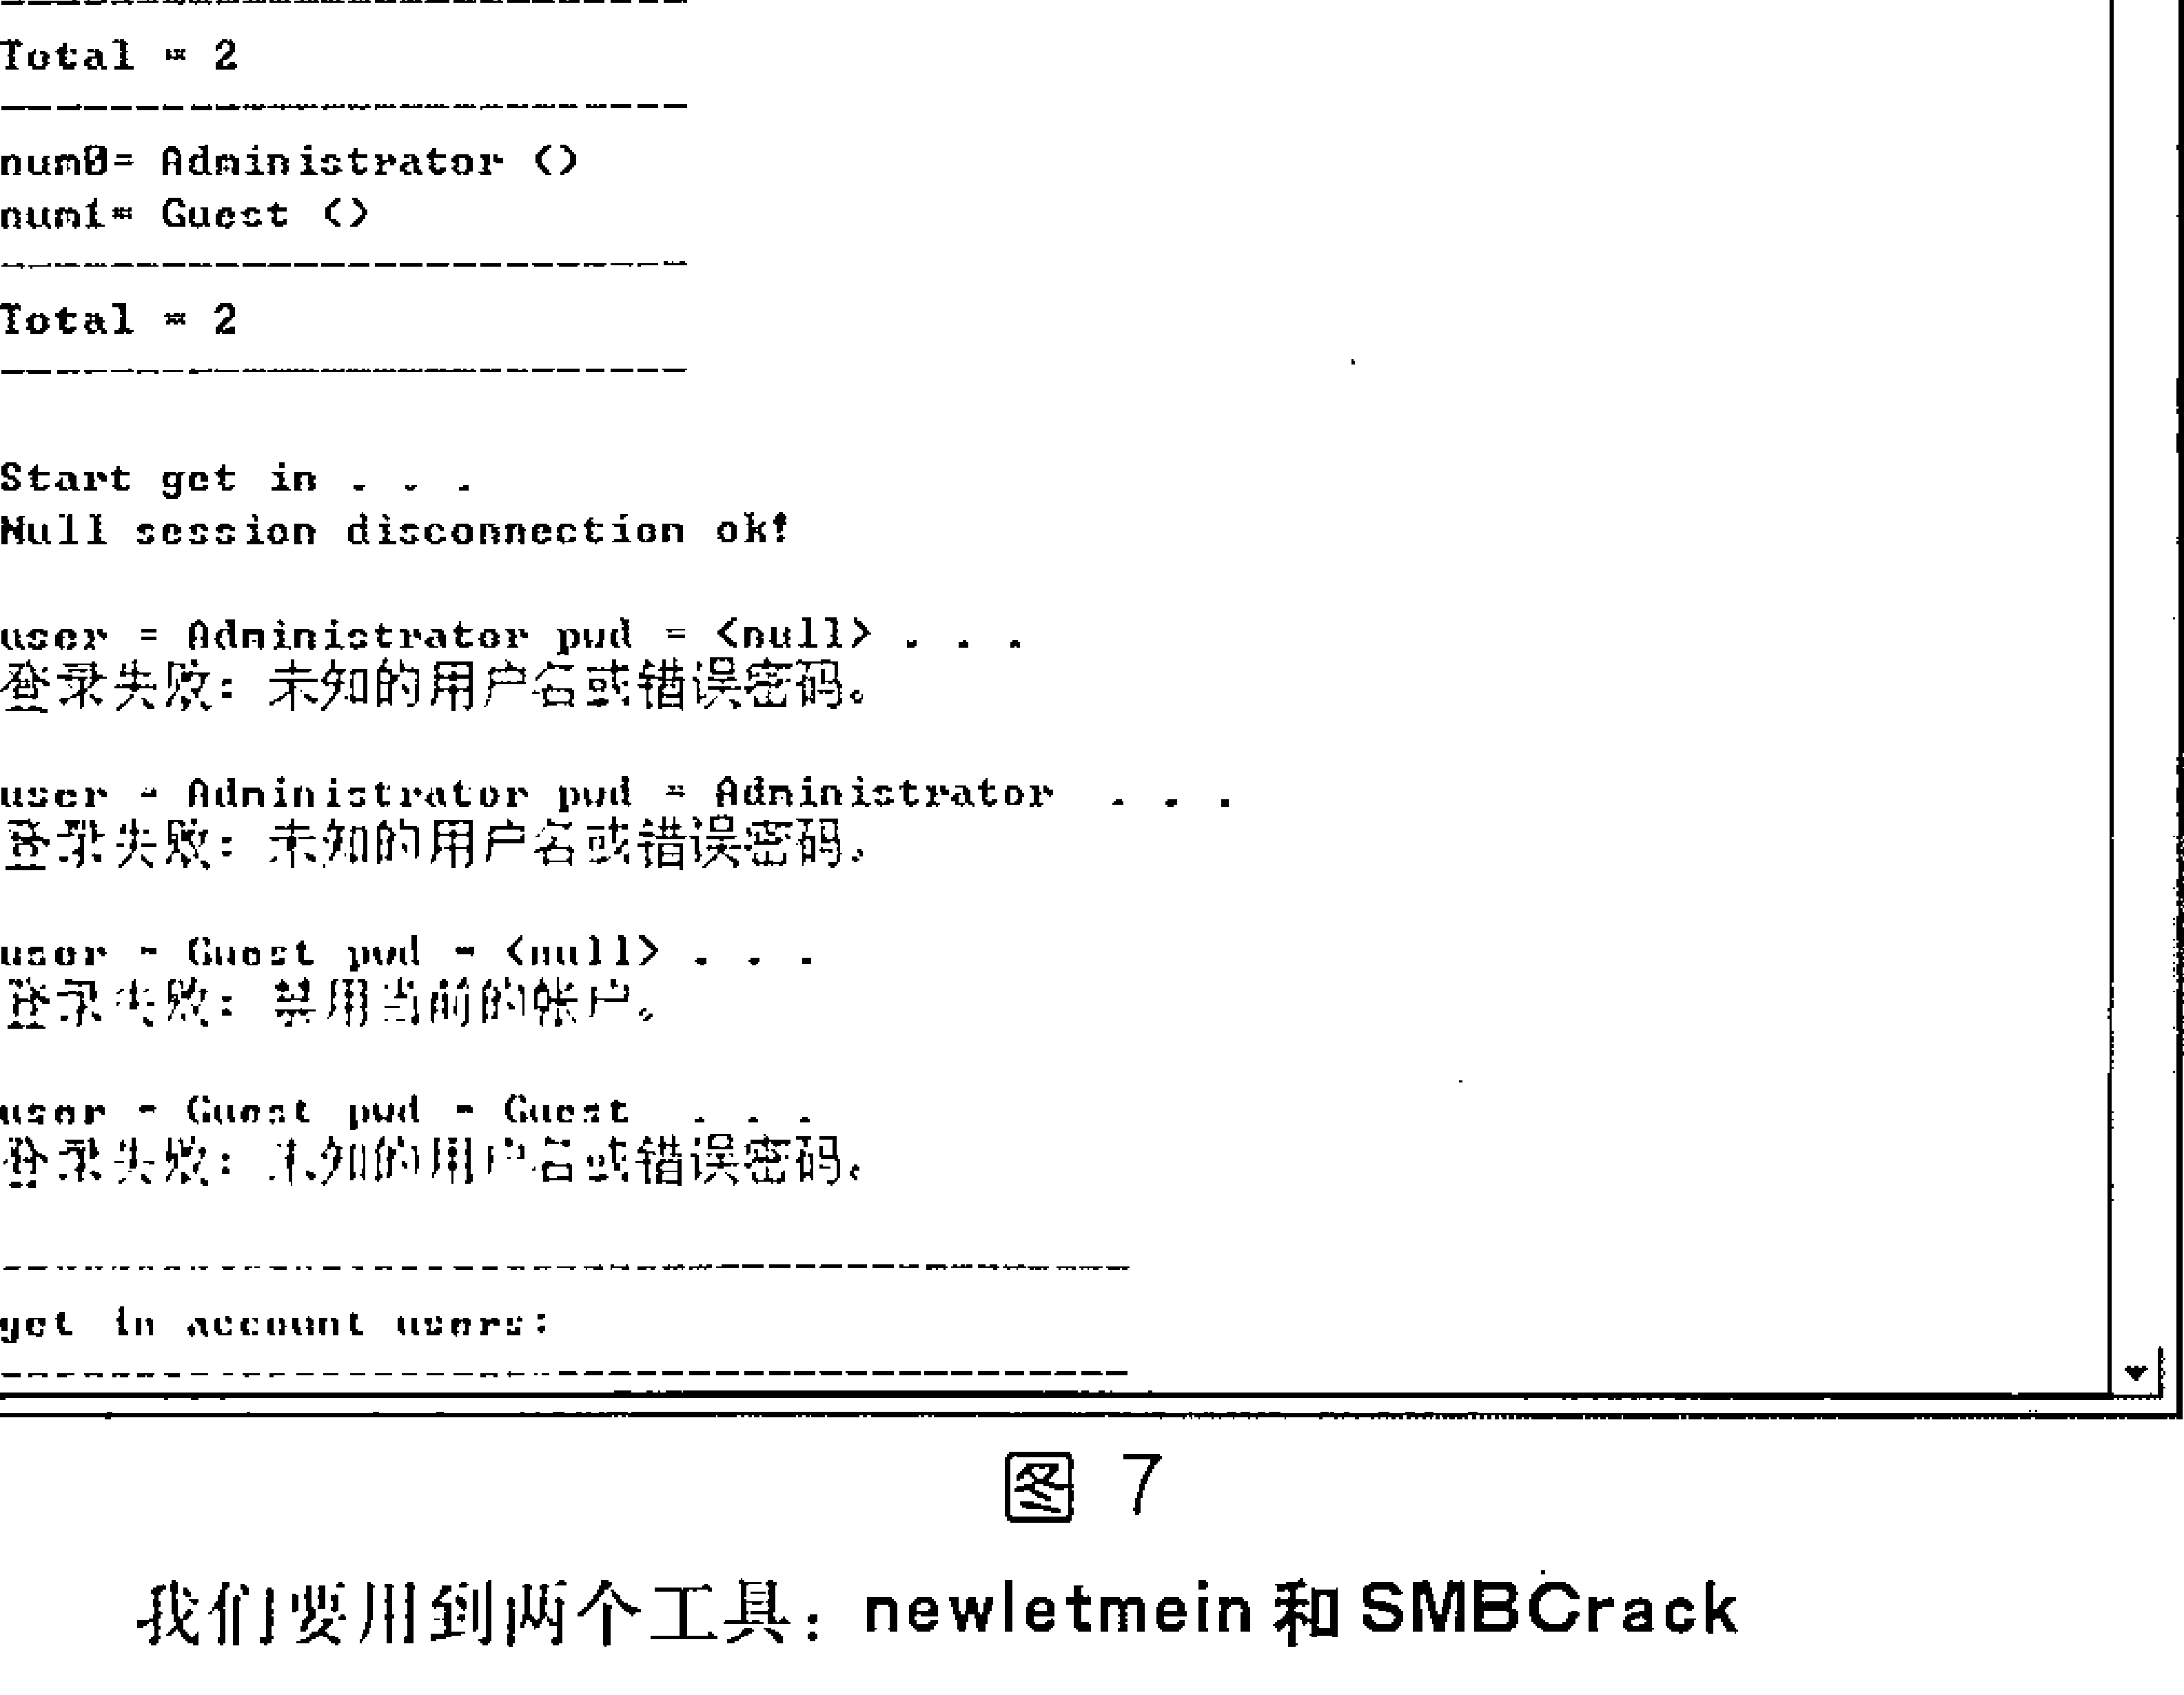 Total = 2
num0= Administrator ()
num1= Guest ()
Total = 2
Start get in . . .
Null session disconnection ok!
user = Administrator pwd = <null> . . .
登录失败：未知的用户名或错误密码。
user = Administrator pwd = Administrator . . .
登录失败：未知的用户名或错误密码。
user = Guest pwd = <null> . . .
登录失败：禁用当前的帐户。
user = Guest pwd = Guest . . .
登录失败：未知的用户名或错误密码。
get in account users:
图 7
我们要用到两个工具：newletmein 和 SMBCrack